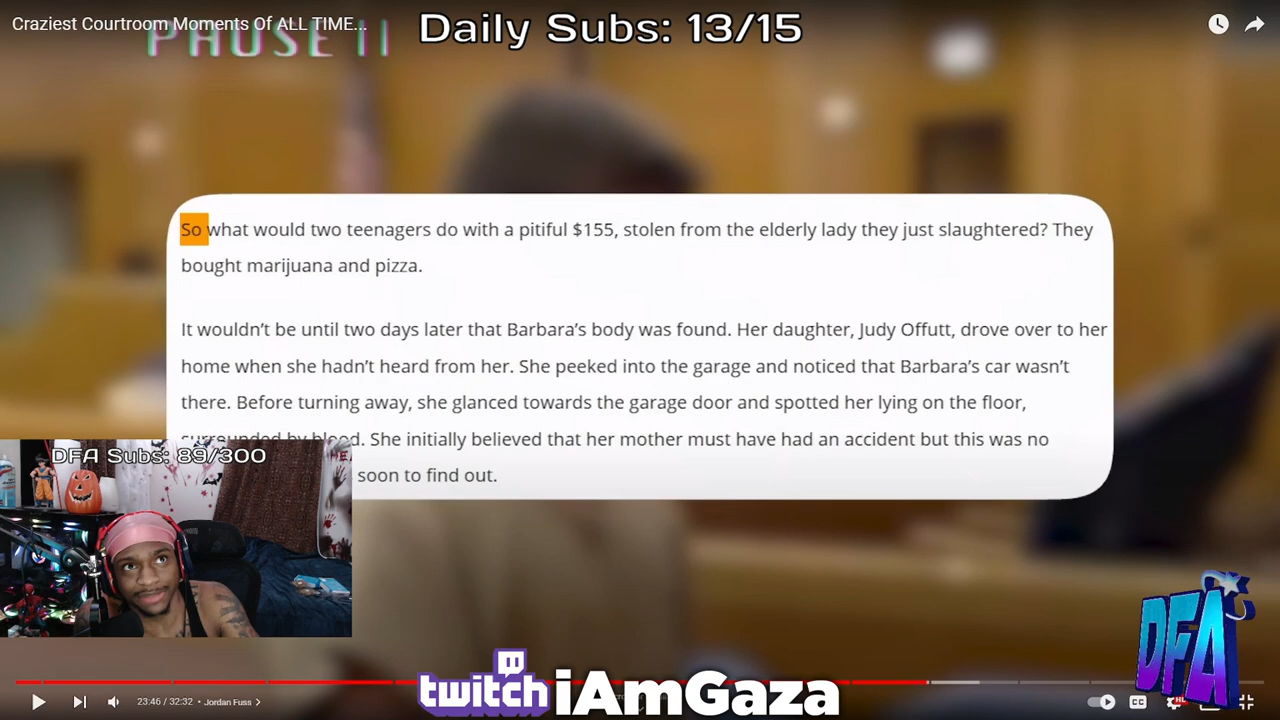 Craziest Courtroom Moments Of ALL TIME...
PAUSE
Daily Subs: 13/15
So what would two teenagers do with a pitiful $155, stolen from the elderly lady they just slaughtered? They
bought marijuana and pizza.
It wouldn't be until two days later that Barbara's body was found. Her daughter, Judy Offutt, drove over to her
home when she hadn't heard from her. She peeked into the garage and noticed that Barbara's car wasn't
there. Before turning away, she glanced towards the garage door and spotted her lying on the floor,
surrounded by blood. She initially believed that her mother must have had an accident but this was no
soon to find out.
DFA Subs: 89/300
DFA
twitch iAmGaza
23:46 / 32:32 • Jordan Fuss >
CC